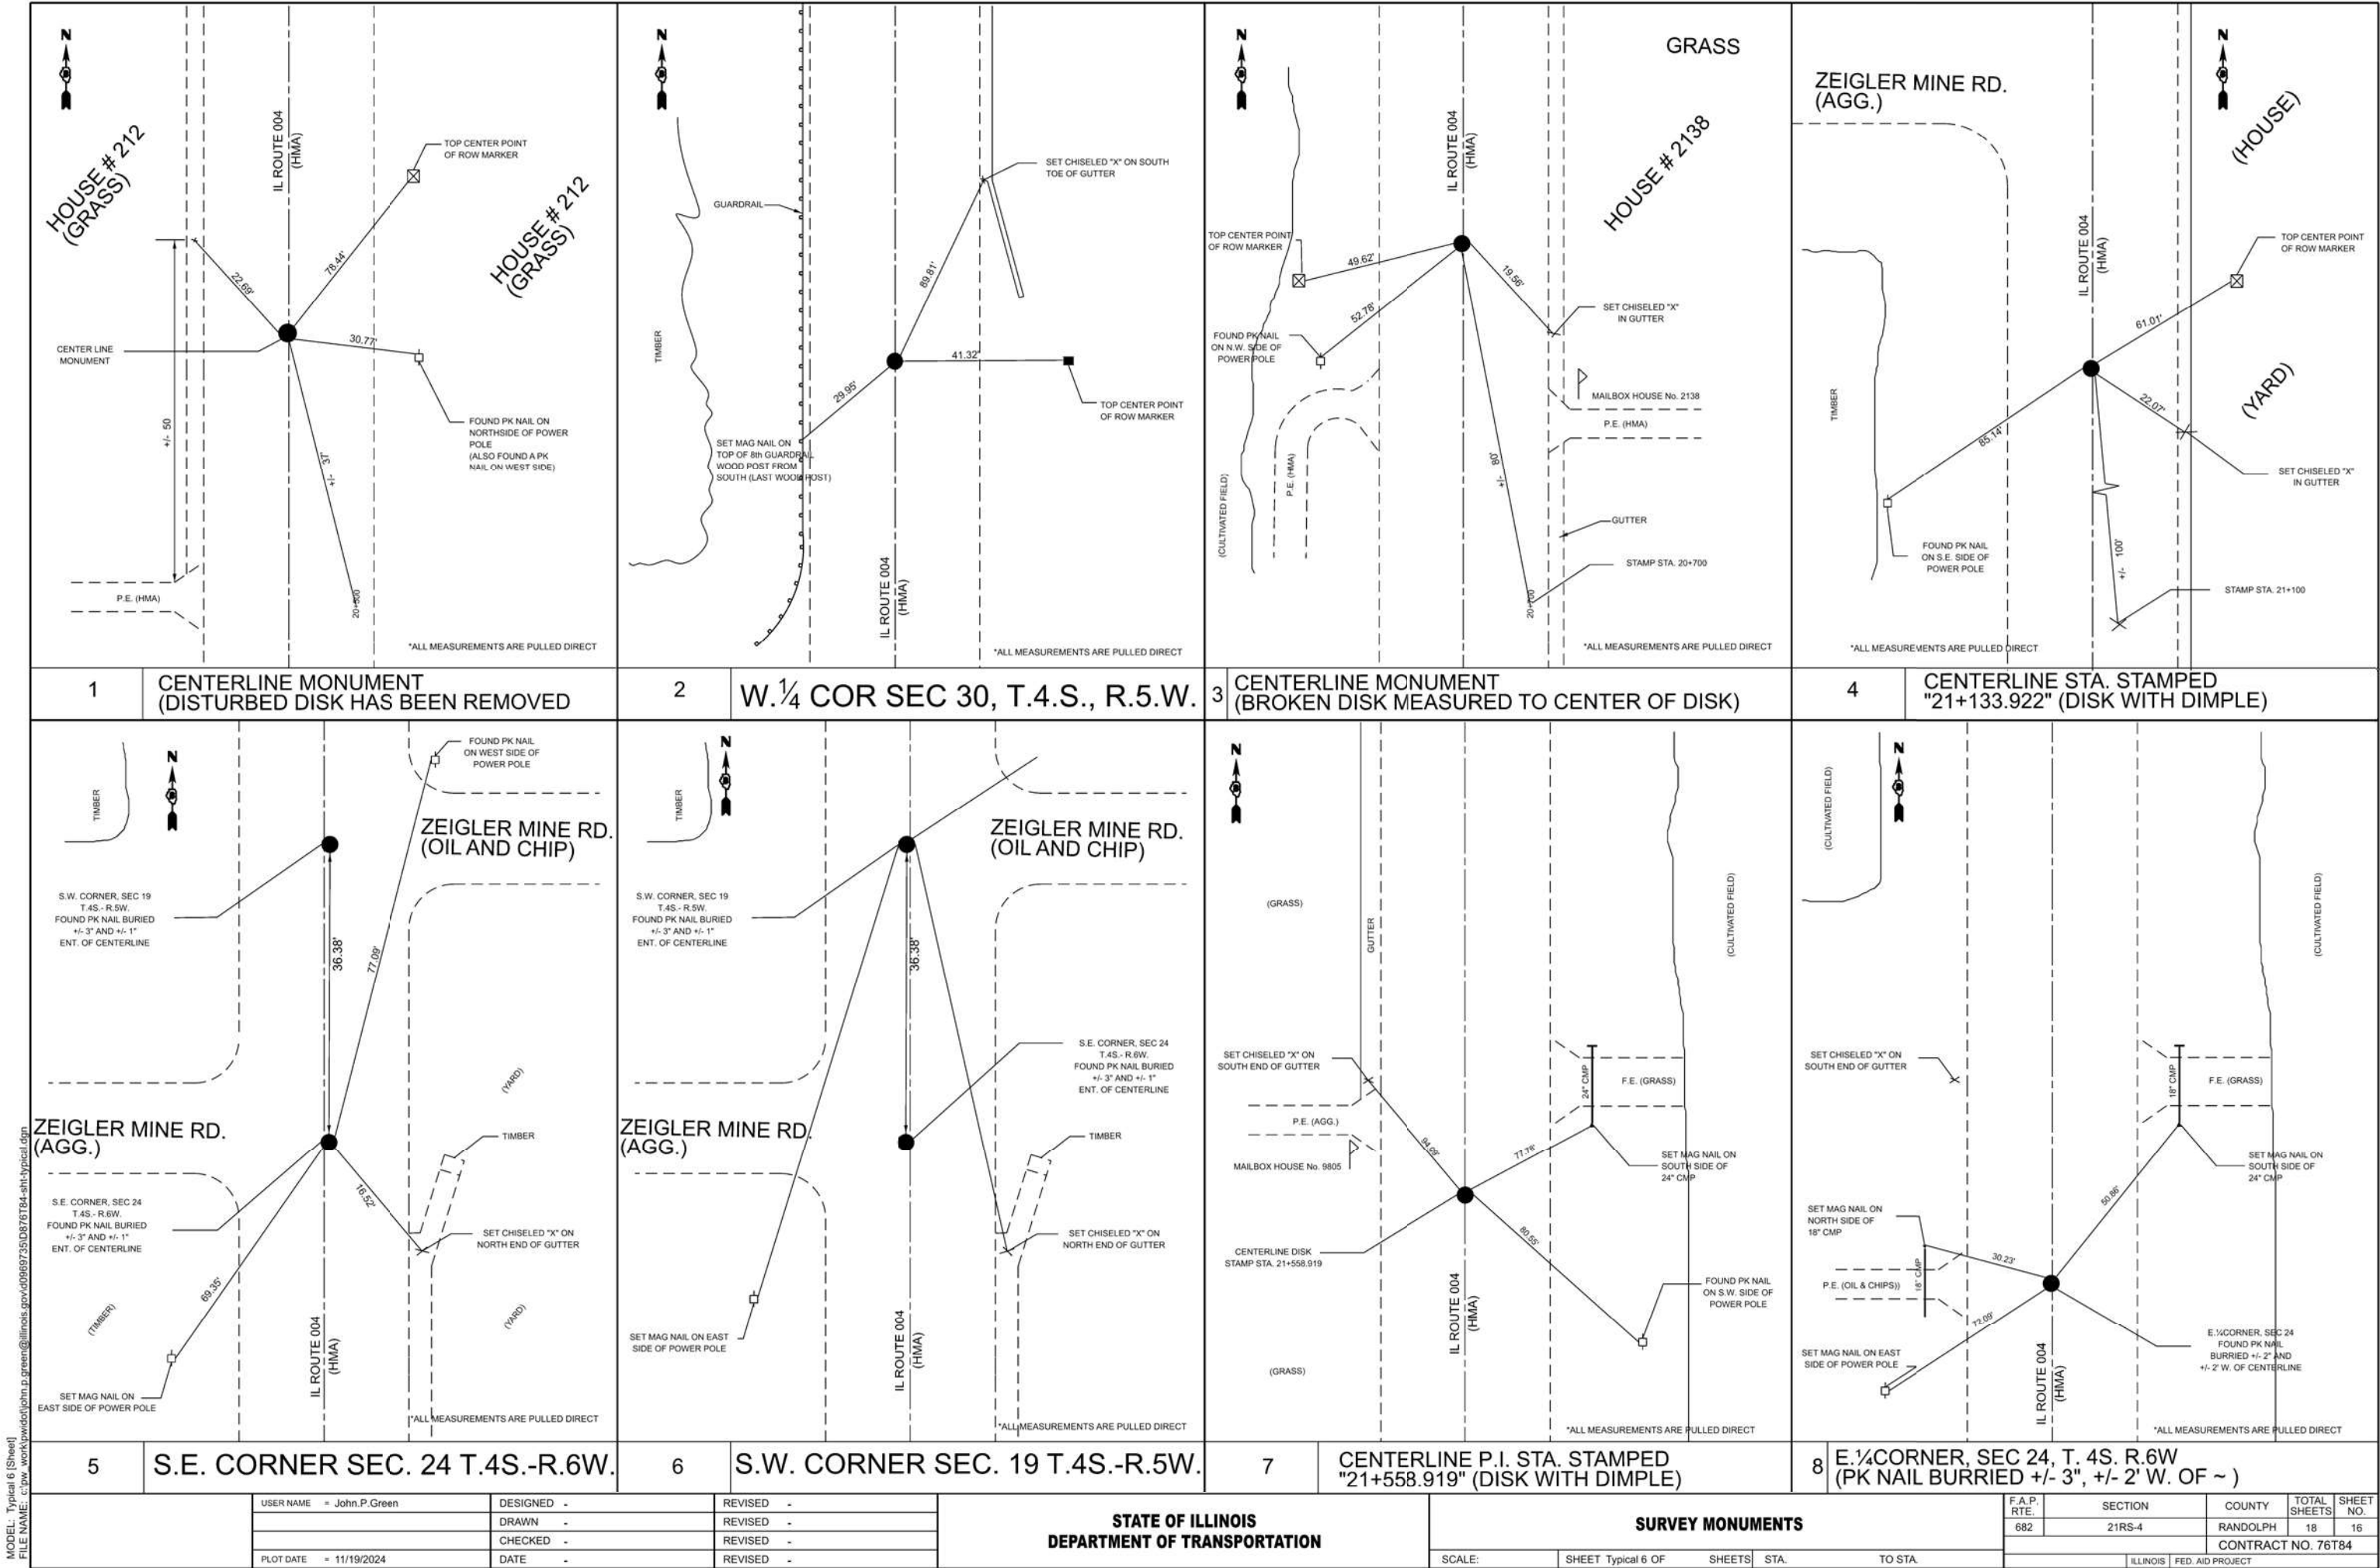 N
HOUSE # 212
(GRASS)
IL ROUTE 004
(HMA)
TOP CENTER POINT
OF ROW MARKER
HOUSE # 212
(GRASS)
22.69'
78.44'
30.77'
CENTER LINE
MONUMENT
+/- 50
+/- 37'
FOUND PK NAIL ON
NORTHSIDE OF POWER
POLE
(ALSO FOUND A PK
NAIL ON WEST SIDE)
P.E. (HMA)
20+500
*ALL MEASUREMENTS ARE PULLED DIRECT
1
CENTERLINE MONUMENT
(DISTURBED DISK HAS BEEN REMOVED
N
SET CHISELED "X" ON SOUTH
TOE OF GUTTER
GUARDRAIL
TIMBER
89.81'
41.32'
29.95'
TOP CENTER POINT
OF ROW MARKER
SET MAG NAIL ON
TOP OF 8th GUARDRAIL
WOOD POST FROM
SOUTH (LAST WOOD POST)
IL ROUTE 004
(HMA)
*ALL MEASUREMENTS ARE PULLED DIRECT
2
W.¼ COR SEC 30, T.4.S., R.5.W.
N
GRASS
IL ROUTE 004
(HMA)
HOUSE # 2138
TOP CENTER POINT
OF ROW MARKER
49.62'
19.56'
52.78'
SET CHISELED "X"
IN GUTTER
FOUND PK NAIL
ON N.W. SIDE OF
POWER POLE
MAILBOX HOUSE No. 2138
P.E. (HMA)
P.E. (HMA)
(CULTIVATED FIELD)
+/- 80'
GUTTER
STAMP STA. 20+700
20+700
*ALL MEASUREMENTS ARE PULLED DIRECT
3
CENTERLINE MONUMENT
(BROKEN DISK MEASURED TO CENTER OF DISK)
N
ZEIGLER MINE RD.
(AGG.)
(HOUSE)
IL ROUTE 004
(HMA)
TOP CENTER POINT
OF ROW MARKER
61.01'
TIMBER
22.07'
(YARD)
85.14'
SET CHISELED "X"
IN GUTTER
FOUND PK NAIL
ON S.E. SIDE OF
POWER POLE
+/- 100'
STAMP STA. 21+100
*ALL MEASUREMENTS ARE PULLED DIRECT
4
CENTERLINE STA. STAMPED
"21+133.922" (DISK WITH DIMPLE)
FOUND PK NAIL
ON WEST SIDE OF
POWER POLE
N
TIMBER
ZEIGLER MINE RD.
(OIL AND CHIP)
S.W. CORNER, SEC 19
T.4S.- R.5W.
FOUND PK NAIL BURIED
+/- 3" AND +/- 1"
ENT. OF CENTERLINE
36.38'
77.09'
(YARD)
ZEIGLER MINE RD.
(AGG.)
TIMBER
S.E. CORNER, SEC 24
T.4S.- R.6W.
FOUND PK NAIL BURIED
+/- 3" AND +/- 1"
ENT. OF CENTERLINE
16.52'
SET CHISELED "X" ON
NORTH END OF GUTTER
69.35'
(TIMBER)
(YARD)
IL ROUTE 004
(HMA)
SET MAG NAIL ON
EAST SIDE OF POWER POLE
*ALL MEASUREMENTS ARE PULLED DIRECT
5
S.E. CORNER SEC. 24 T.4S.-R.6W.
N
TIMBER
ZEIGLER MINE RD.
(OIL AND CHIP)
S.W. CORNER, SEC 19
T.4S.- R.5W.
FOUND PK NAIL BURIED
+/- 3" AND +/- 1"
ENT. OF CENTERLINE
36.38'
S.E. CORNER, SEC 24
T.4S.- R.6W.
FOUND PK NAIL BURIED
+/- 3" AND +/- 1"
ENT. OF CENTERLINE
ZEIGLER MINE RD.
(AGG.)
TIMBER
SET CHISELED "X" ON
NORTH END OF GUTTER
SET MAG NAIL ON EAST
SIDE OF POWER POLE
IL ROUTE 004
(HMA)
*ALL MEASUREMENTS ARE PULLED DIRECT
6
S.W. CORNER SEC. 19 T.4S.-R.5W.
N
(GRASS)
GUTTER
(CULTIVATED FIELD)
SET CHISELED "X" ON
SOUTH END OF GUTTER
24" CMP
F.E. (GRASS)
P.E. (AGG.)
MAILBOX HOUSE No. 9805
94.09'
77.78'
SET MAG NAIL ON
SOUTH SIDE OF
24" CMP
CENTERLINE DISK
STAMP STA. 21+558.919
80.55'
IL ROUTE 004
(HMA)
FOUND PK NAIL
ON S.W. SIDE OF
POWER POLE
(GRASS)
*ALL MEASUREMENTS ARE PULLED DIRECT
7
CENTERLINE P.I. STA. STAMPED
"21+558.919" (DISK WITH DIMPLE)
N
(CULTIVATED FIELD)
(CULTIVATED FIELD)
SET CHISELED "X" ON
SOUTH END OF GUTTER
18" CMP
F.E. (GRASS)
SET MAG NAIL ON
SOUTH SIDE OF
24" CMP
50.86'
SET MAG NAIL ON
NORTH SIDE OF
18" CMP
30.23'
P.E. (OIL & CHIPS))
18" CMP
72.09'
SET MAG NAIL ON EAST
SIDE OF POWER POLE
E.¼CORNER, SEC 24
FOUND PK NAIL
BURRIED +/- 2" AND
+/- 2' W. OF CENTERLINE
IL ROUTE 004
(HMA)
*ALL MEASUREMENTS ARE PULLED DIRECT
8
E.¼CORNER, SEC 24, T. 4S. R.6W
(PK NAIL BURRIED +/- 3", +/- 2' W. OF ~ )
MODEL: Typical 6 [Sheet]
FILE NAME: c:\pw_work\pwidot\john.p.green@illinois.gov\d0969735\D876T84-sht-typical.dgn
USER NAME = John.P.Green
PLOT DATE = 11/19/2024
DESIGNED -
DRAWN -
CHECKED -
DATE -
REVISED -
REVISED -
REVISED -
REVISED -
STATE OF ILLINOIS
DEPARTMENT OF TRANSPORTATION
SURVEY MONUMENTS
SCALE: SHEET Typical 6 OF SHEETS STA. TO STA.
F.A.P. RTE.
SECTION
COUNTY
TOTAL SHEETS
SHEET NO.
682
21RS-4
RANDOLPH
18
16
CONTRACT NO. 76T84
ILLINOIS FED. AID PROJECT